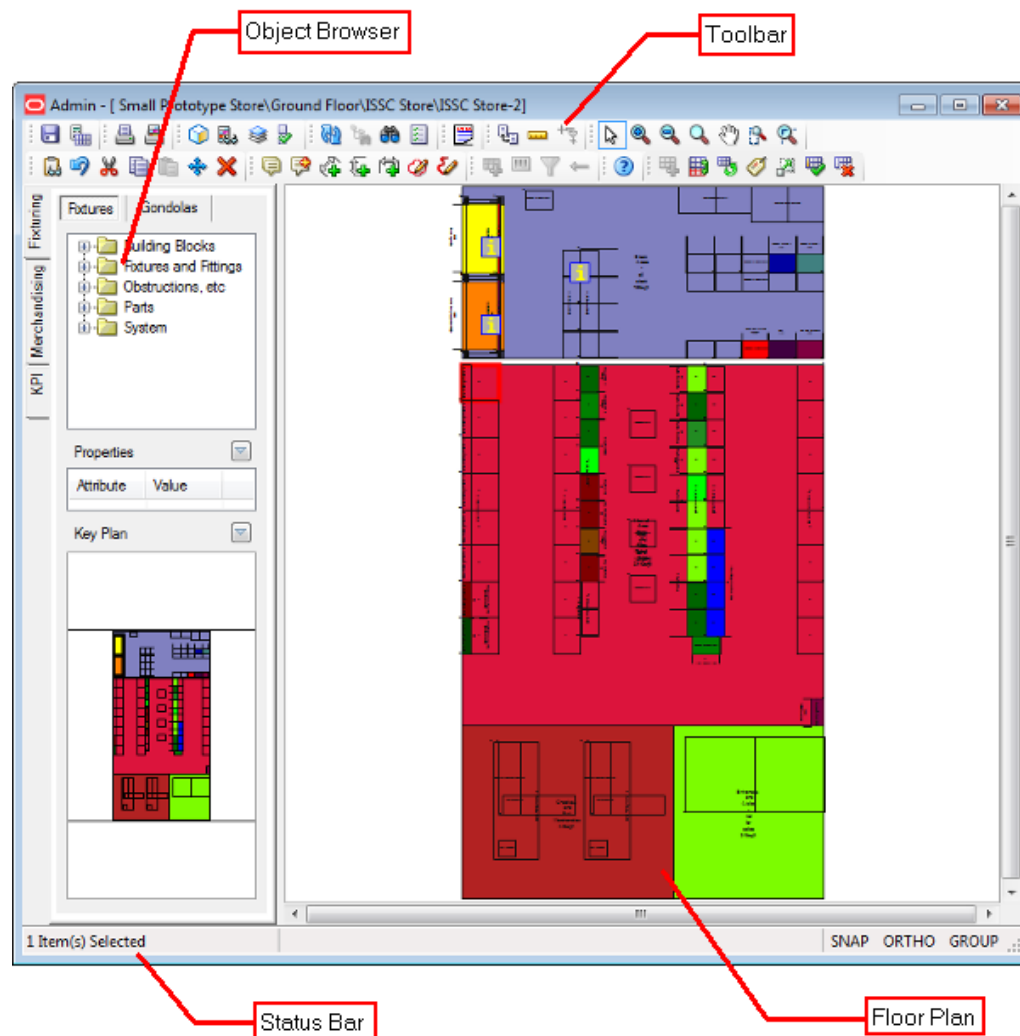 Object Browser
Toolbar
Admin - [ Small Prototype Store\Ground Floor\ISSC Store\ISSC Store-2]
Fixturing
Merchandising
KPI
Fixtures
Gondolas
Building Blocks
Fixtures and Fittings
Obstructions, etc
Parts
System
Properties
Attribute Value
Key Plan
1 Item(s) Selected
SNAP ORTHO GROUP
Status Bar
Floor Plan